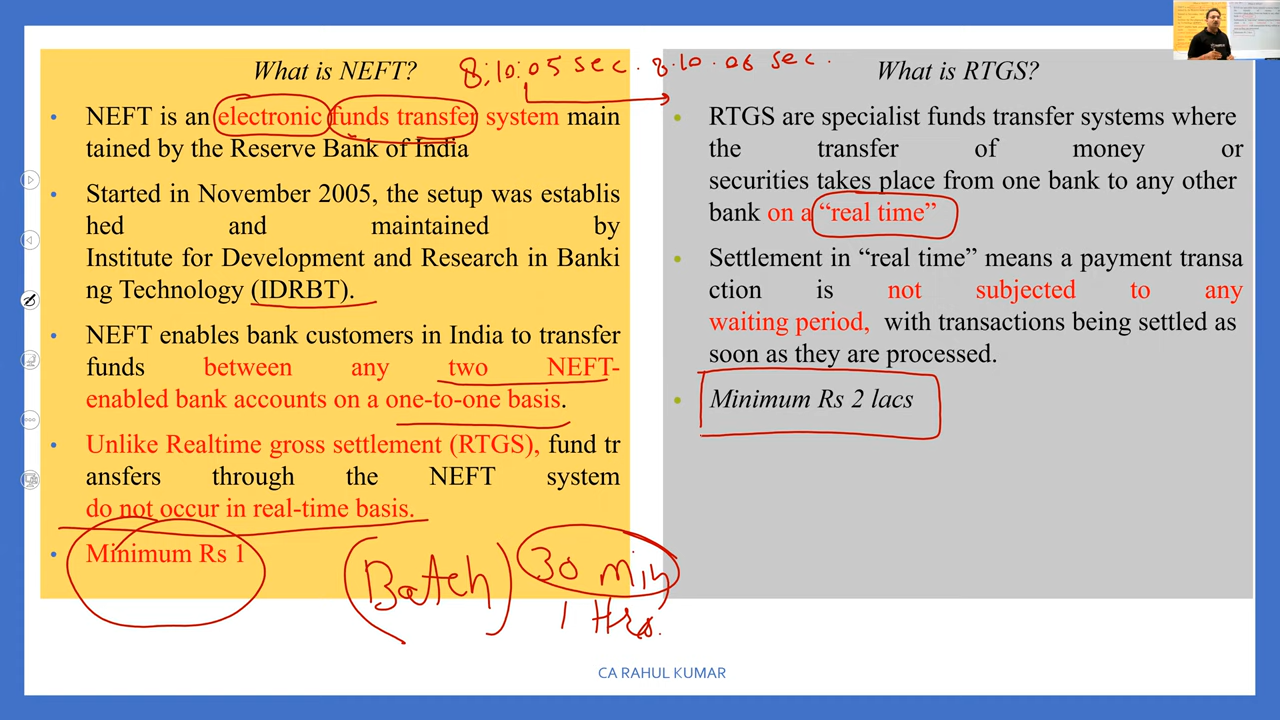 What is NEFT?
8:10:05 sec. 8.10.06 sec.
NEFT is an electronic funds transfer system main
tained by the Reserve Bank of India
Started in November 2005, the setup was establis
hed and maintained by
Institute for Development and Research in Banki
ng Technology (IDRBT).
NEFT enables bank customers in India to transfer
funds between any two NEFT-
enabled bank accounts on a one-to-one basis.
Unlike Realtime gross settlement (RTGS), fund tr
ansfers through the NEFT system
do not occur in real-time basis.
Minimum Rs 1
(Batch) 30 Min
1 Hrs.
What is RTGS?
RTGS are specialist funds transfer systems where
the transfer of money or
securities takes place from one bank to any other
bank on a “real time”
Settlement in “real time” means a payment transa
ction is not subjected to any
waiting period, with transactions being settled as
soon as they are processed.
Minimum Rs 2 lacs
CA RAHUL KUMAR